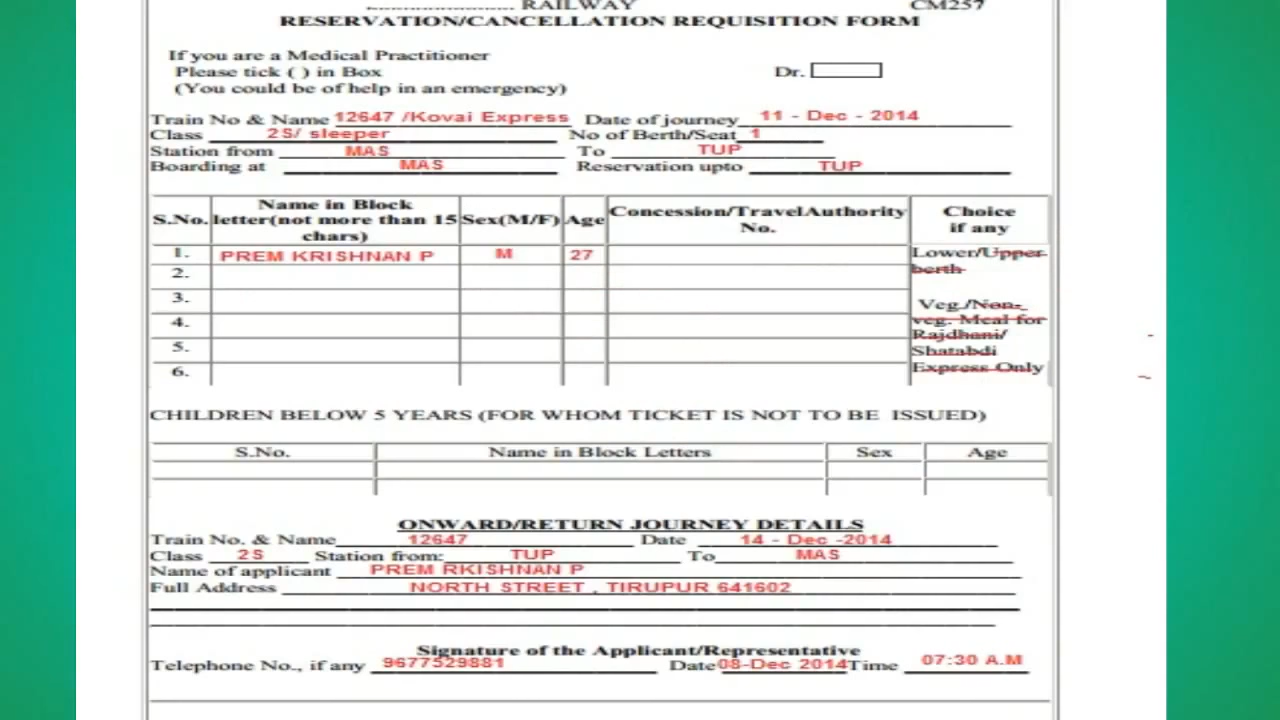 RAILWAY CM257
RESERVATION/CANCELLATION REQUISITION FORM
If you are a Medical Practitioner
Please tick ( ) in Box Dr.
(You could be of help in an emergency)
Train No & Name 12647 /Kovai Express Date of journey 11 - Dec - 2014
Class 2S/ sleeper No of Berth/Seat 1
Station from MAS To TUP
Boarding at MAS Reservation upto TUP
S.No. Name in Block letter(not more than 15 chars) Sex(M/F) Age Concession/TravelAuthority No. Choice if any
1. PREM KRISHNAN P M 27 Lower/Upper
2. berth
3. Veg./Non-
4. veg. Meal for
Rajdhani/
5. Shatabdi
6. Express Only
CHILDREN BELOW 5 YEARS (FOR WHOM TICKET IS NOT TO BE ISSUED)
S.No. Name in Block Letters Sex Age
ONWARD/RETURN JOURNEY DETAILS
Train No. & Name 12647 Date 14 - Dec -2014
Class 2S Station from: TUP To MAS
Name of applicant PREM RKISHNAN P
Full Address NORTH STREET , TIRUPUR 641602
Signature of the Applicant/Representative
Telephone No., if any 9677529881 Date 08-Dec 2014 Time 07:30 A.M